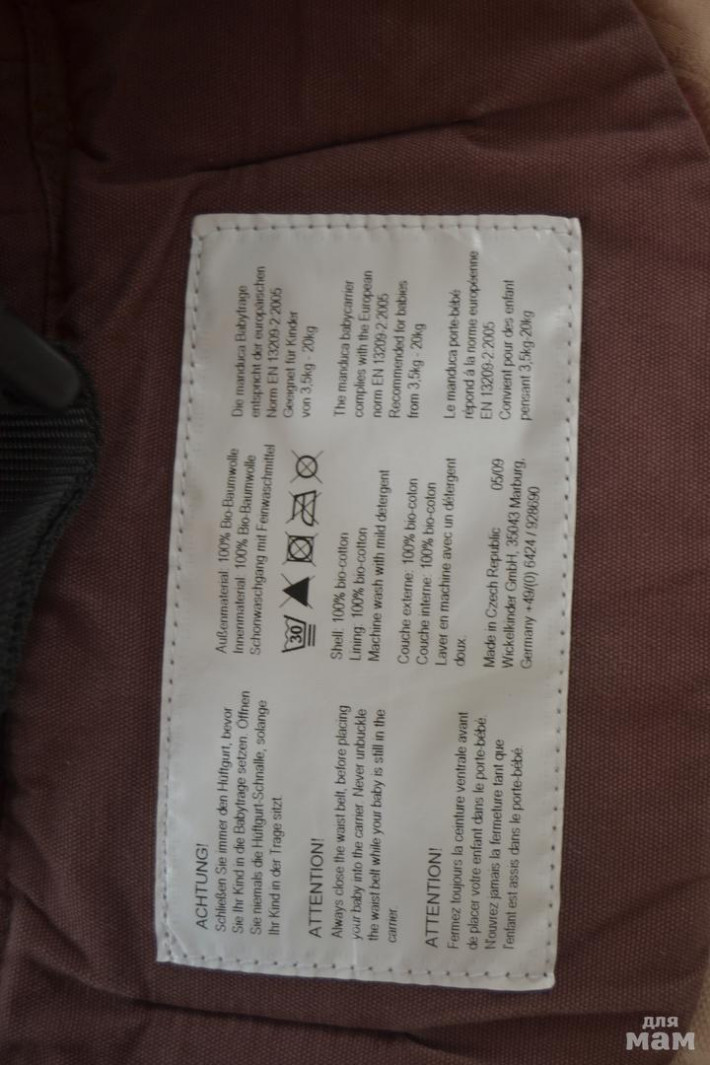 ACHTUNG!
Schließen Sie immer den Hüftgurt, bevor
Sie Ihr Kind in die Babytrage setzen. Öffnen
Sie niemals die Hüftgurt-Schnalle, solange
Ihr Kind in der Trage sitzt.
ATTENTION!
Always close the waist belt, before placing
your baby into the carrier. Never unbuckle
the waist belt while your baby is still in the
carrier.
ATTENTION!
Fermez toujours la ceinture ventrale avant
de placer votre enfant dans le porte-bébé.
N'ouvrez jamais la fermeture tant que
l'enfant est assis dans le porte-bébé.
Außenmaterial: 100% Bio-Baumwolle
Innenmaterial: 100% Bio-Baumwolle
Schonwaschgang mit Feinwaschmittel
30
Shell: 100% bio-cotton
Lining: 100% bio-cotton
Machine wash with mild detergent
Couche externe: 100% bio-coton
Couche interne: 100% bio-coton
Laver en machine avec un détergent
doux.
Made in Czech Republic 05/09
Wickelkinder GmbH, 35043 Marburg,
Germany +49/(0) 6424 / 928690
Die manduca Babytrage
entspricht der europäischen
Norm EN 13209-2:2005
Geeignet für Kinder
von 3,5kg - 20kg
The manduca babycarrier
complies with the European
norm EN 13209-2:2005
Recommended for babies
from 3,5kg - 20kg
Le manduca porte-bébé
répond à la norme européenne
EN 13209-2:2005
Convient pour des enfant
pensant 3,5kg-20kg
для
мам